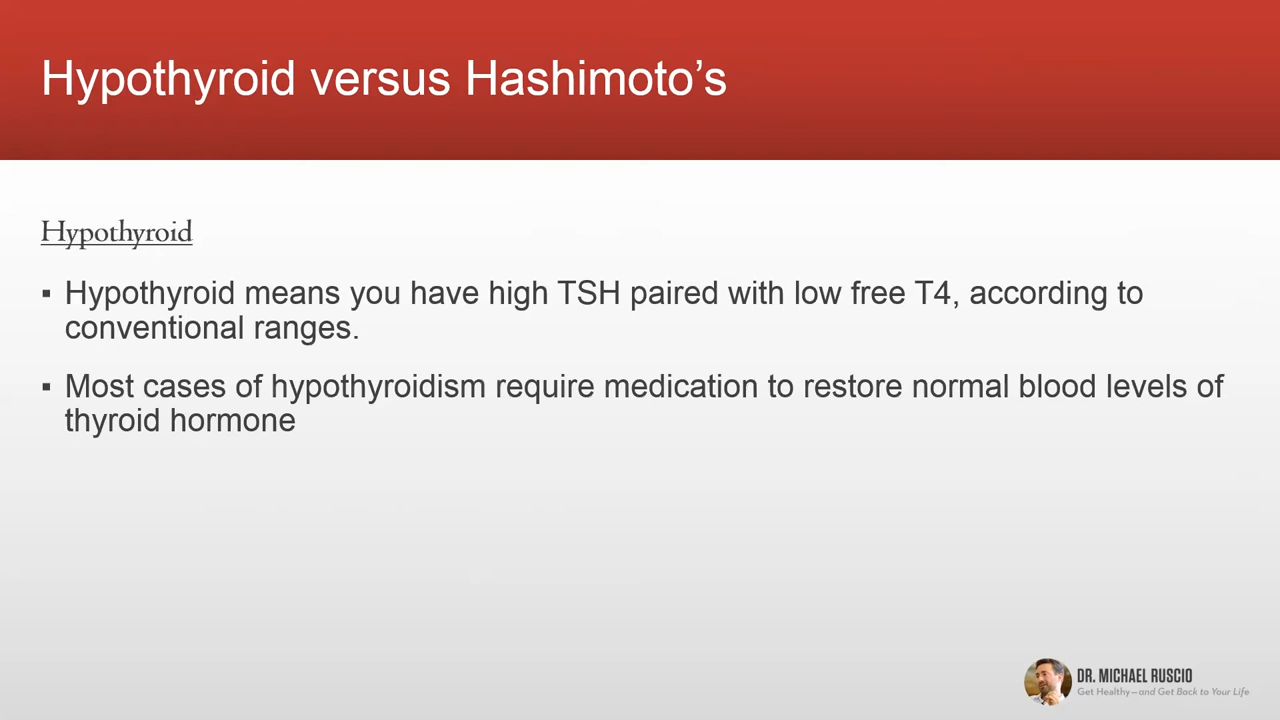 Hypothyroid versus Hashimoto’s
Hypothyroid
▪ Hypothyroid means you have high TSH paired with low free T4, according to
conventional ranges.
▪ Most cases of hypothyroidism require medication to restore normal blood levels of
thyroid hormone
DR. MICHAEL RUSCIO
Get Healthy—and Get Back to Your Life